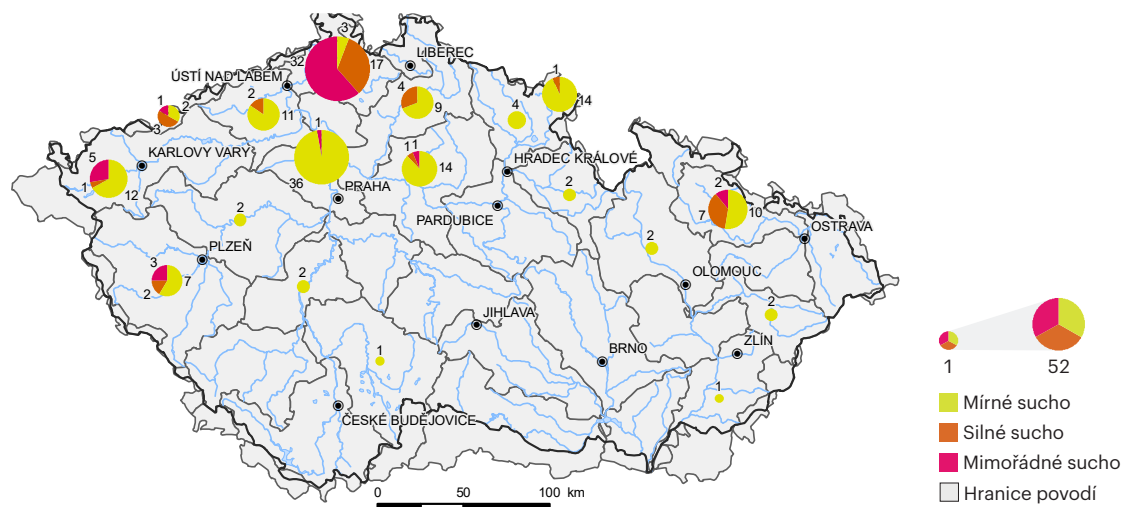 3
32
17
LIBEREC
ÚSTÍ NAD LABEM
1
14
4
9
2
11
4
1
2
3
1
36
1 1
14
5
1
12
KARLOVY VARY
HRADEC KRÁLOVÉ
2
PRAHA
PARDUBICE
2
7
10
OSTRAVA
2
PLZEŇ
2
OLOMOUC
3
2
7
2
2
JIHLAVA
1
BRNO
ZLÍN
1
ČESKÉ BUDĚJOVICE
0 50 100 km
1 52
Mírné sucho
Silné sucho
Mimořádné sucho
Hranice povodí